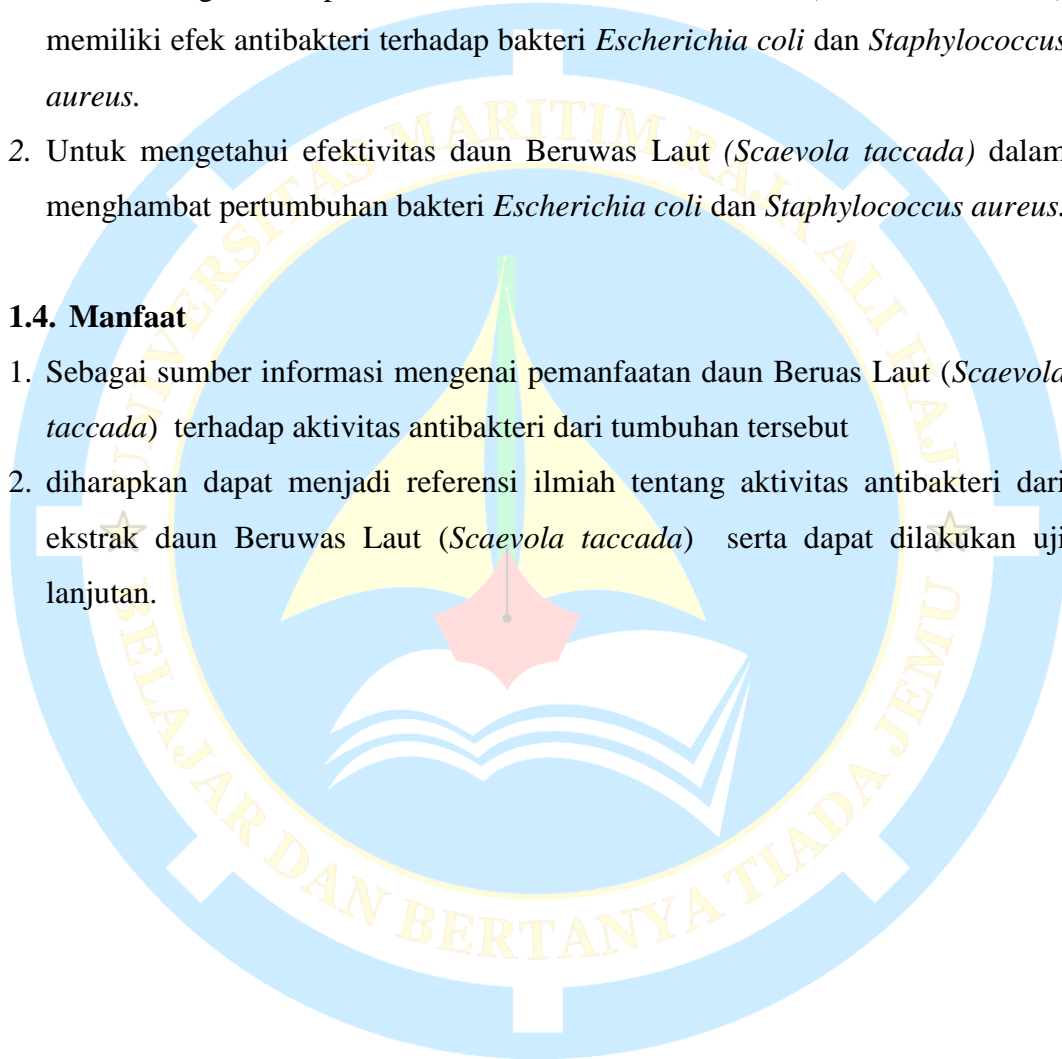 memiliki efek antibakteri terhadap bakteri Escherichia coli dan Staphylococcus
aureus.
2. Untuk mengetahui efektivitas daun Beruwas Laut (Scaevola taccada) dalam
menghambat pertumbuhan bakteri Escherichia coli dan Staphylococcus aureus.
1.4. Manfaat
1. Sebagai sumber informasi mengenai pemanfaatan daun Beruas Laut (Scaevola
taccada) terhadap aktivitas antibakteri dari tumbuhan tersebut
2. diharapkan dapat menjadi referensi ilmiah tentang aktivitas antibakteri dari
ekstrak daun Beruwas Laut (Scaevola taccada) serta dapat dilakukan uji
lanjutan.
UNIVERSITAS MARITIM RAJA ALI HAJI
BELAJAR DAN BERTANYA TIADA JEMU